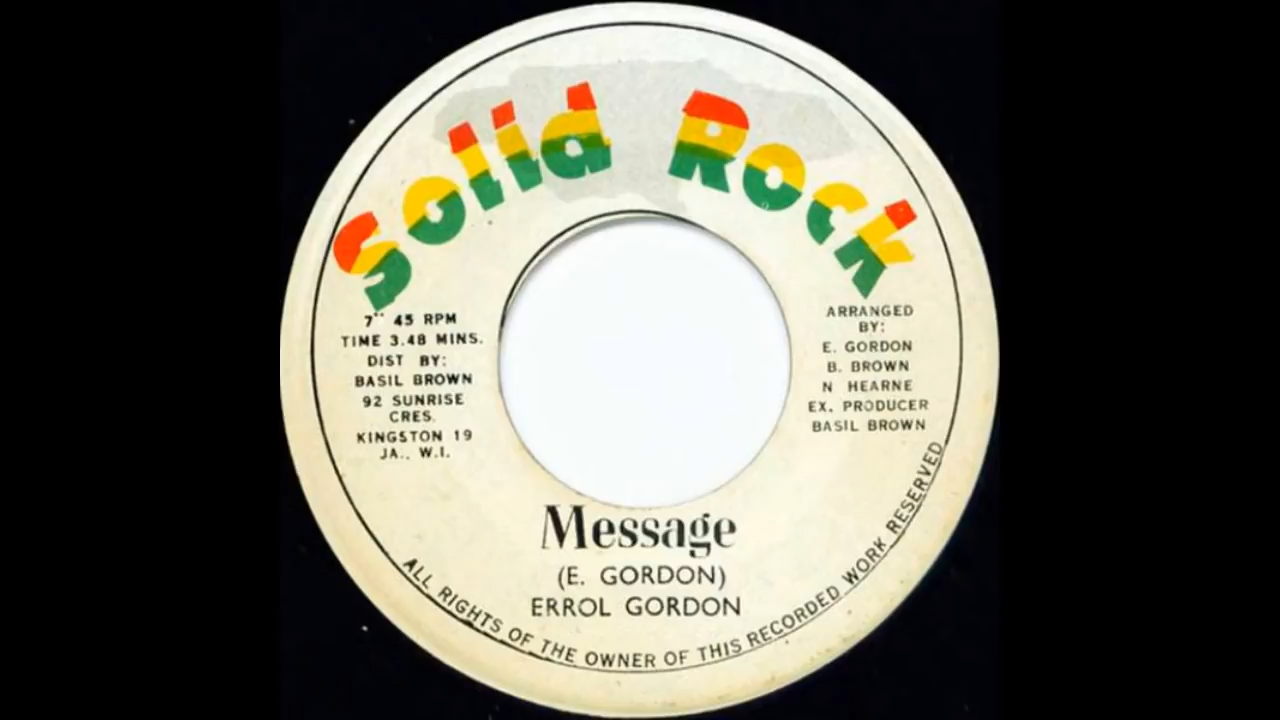 Solid Rock
7" 45 RPM
TIME 3.48 MINS.
DIST BY:
BASIL BROWN
92 SUNRISE
CRES.
KINGSTON 19
JA., W.I.
ARRANGED
BY:
E. GORDON
B. BROWN
N HEARNE
EX. PRODUCER
BASIL BROWN
Message
(E. GORDON)
ERROL GORDON
ALL RIGHTS OF THE OWNER OF THIS RECORDED WORK RESERVED